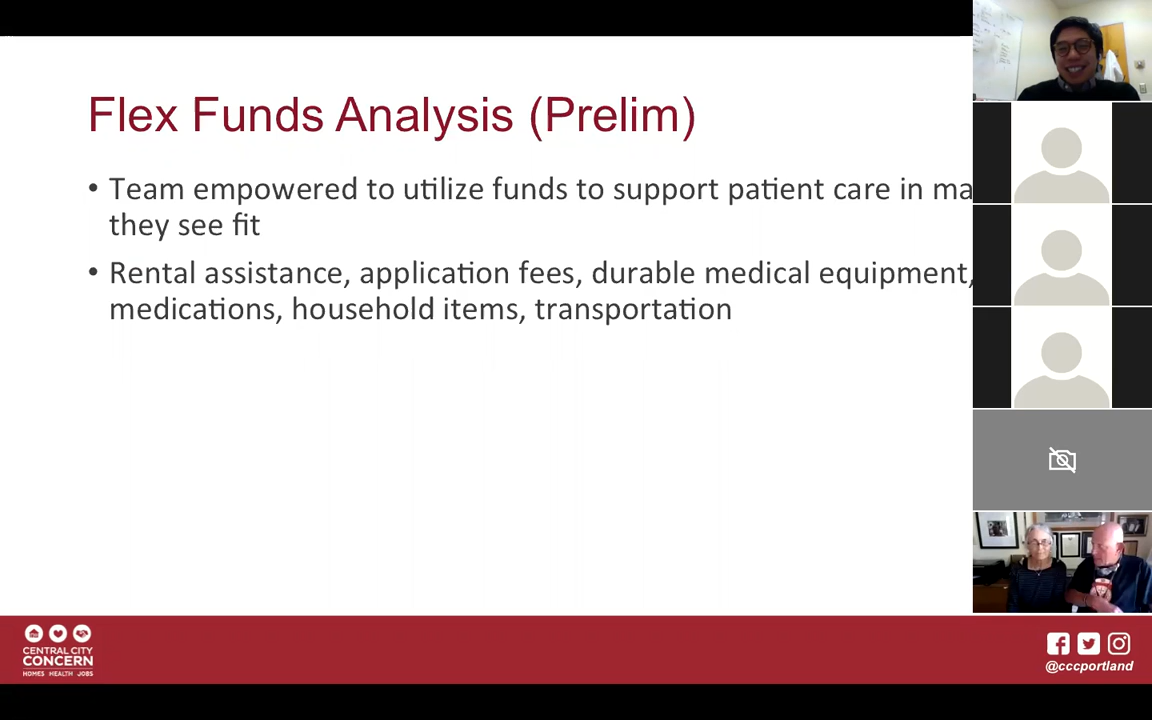 Flex Funds Analysis (Prelim)
• Team empowered to utilize funds to support patient care in
they see fit
• Rental assistance, application fees, durable medical equipment,
medications, household items, transportation
CENTRAL CITY
CONCERN
HOMES HEALTH JOBS
@cccportland